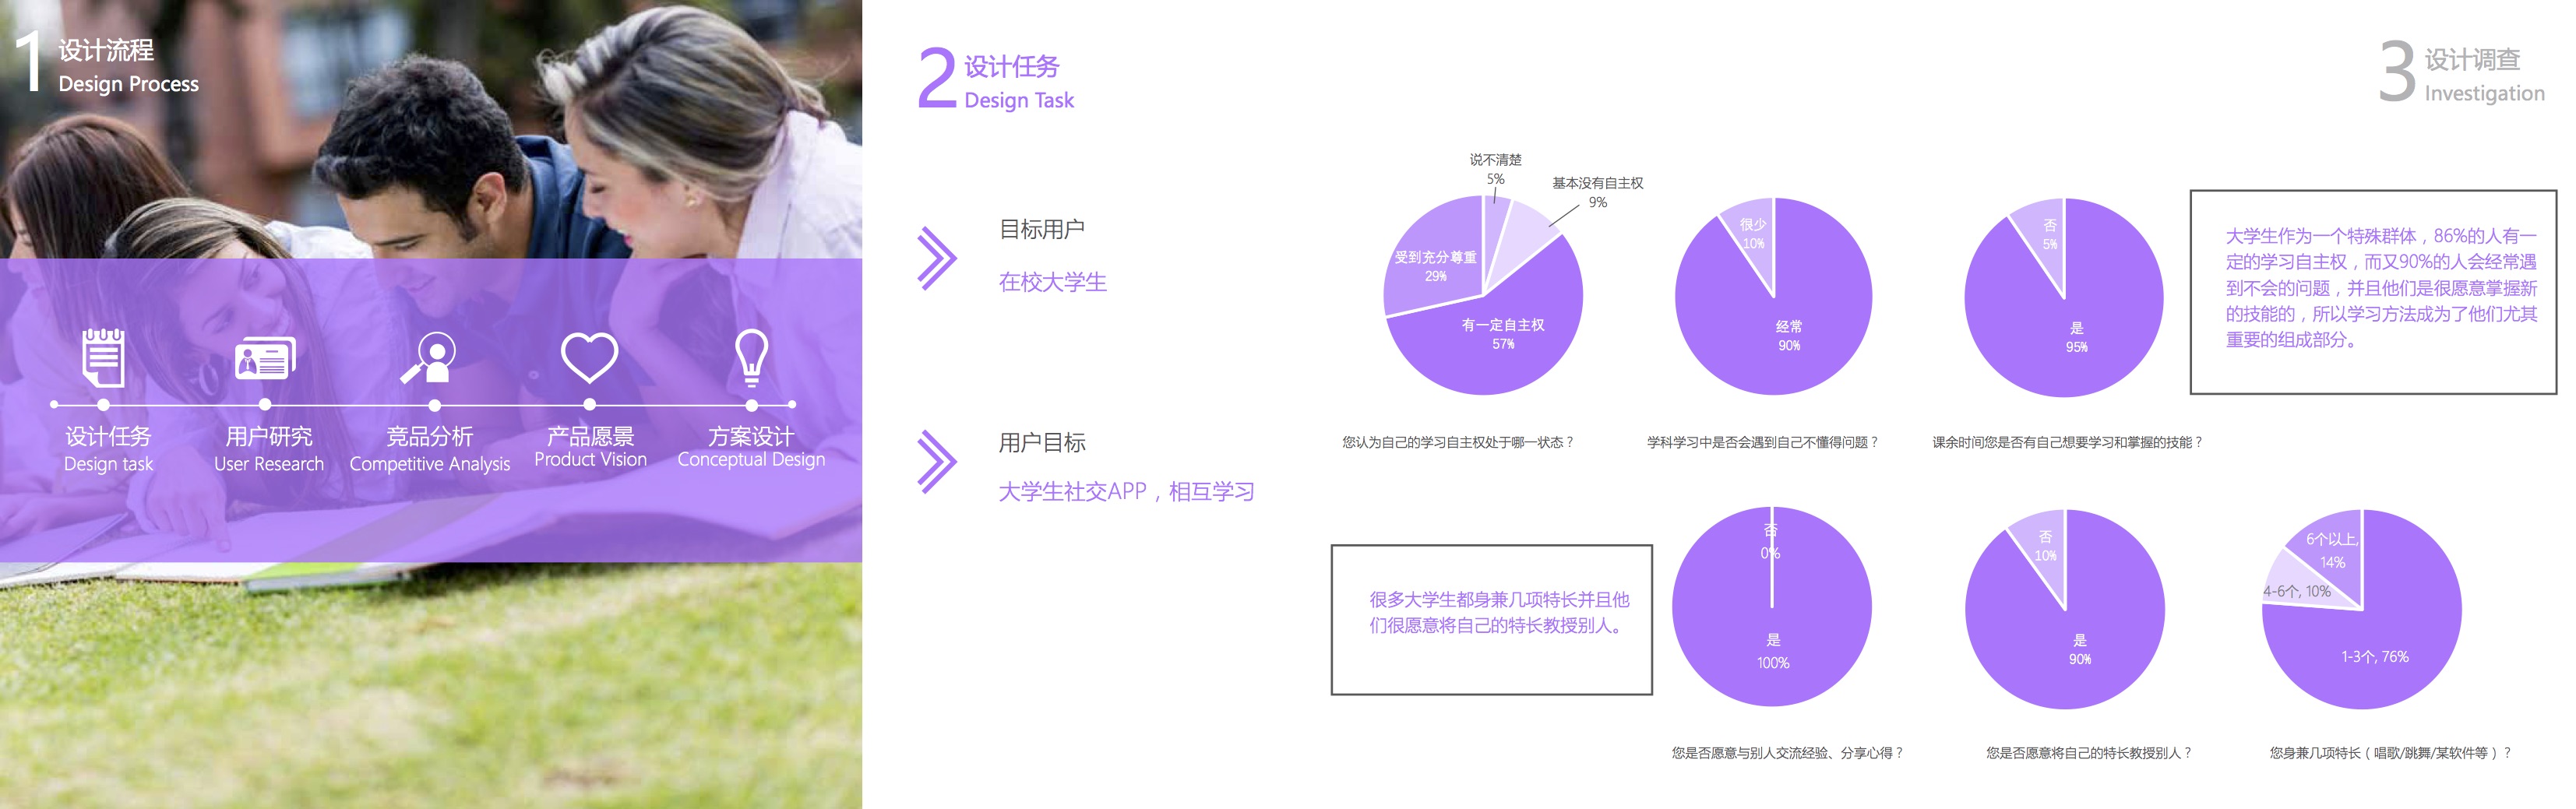 1
设计流程
Design Process
设计任务
Design task
用户研究
User Research
竞品分析
Competitive Analysis
产品愿景
Product Vision
方案设计
Conceptual Design
2
设计任务
Design Task
目标用户
在校大学生
用户目标
大学生社交APP，相互学习
3
设计调查
Investigation
说不清楚
5%
基本没有自主权
9%
受到充分尊重
29%
有一定自主权
57%
您认为自己的学习自主权处于哪一状态？
很少
10%
经常
90%
学科学习中是否会遇到自己不懂得问题？
否
5%
是
95%
课余时间您是否有自己想要学习和掌握的技能？
大学生作为一个特殊群体，86%的人有一
定的学习自主权，而又90%的人会经常遇
到不会的问题，并且他们是很愿意掌握新
的技能的，所以学习方法成为了他们尤其
重要的组成部分。
很多大学生都身兼几项特长并且他
们很愿意将自己的特长教授别人。
否
0%
是
100%
您是否愿意与别人交流经验、分享心得？
否
10%
是
90%
您是否愿意将自己的特长教授别人？
6个以上,
14%
4-6个, 10%
1-3个, 76%
您身兼几项特长（唱歌/跳舞/某软件等）？